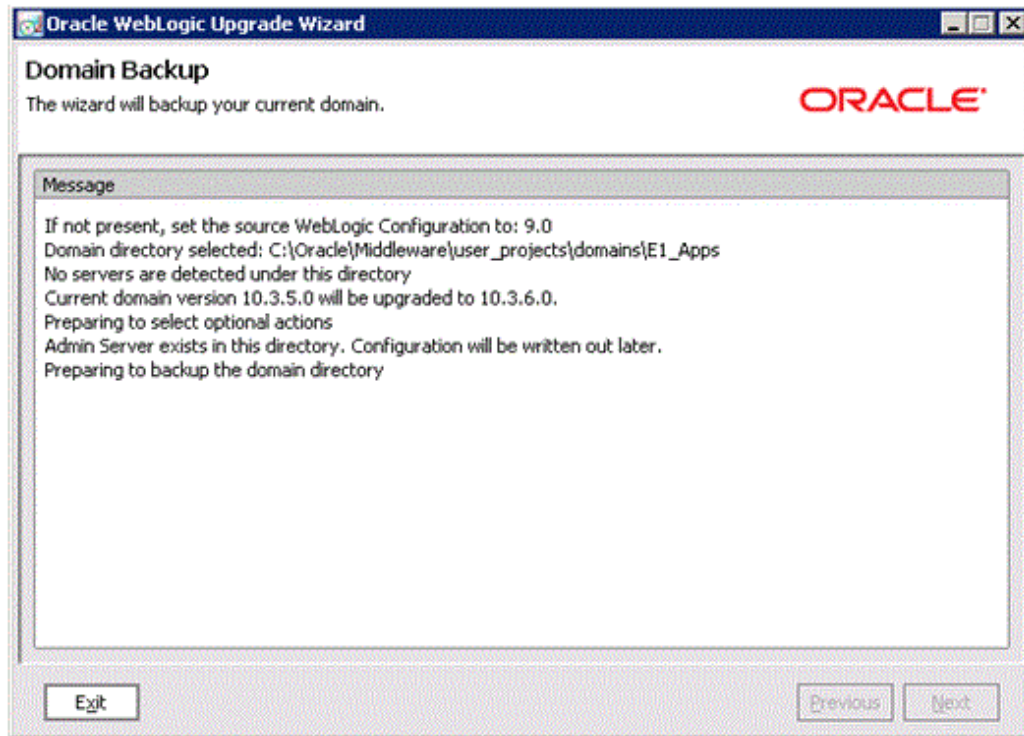 Oracle WebLogic Upgrade Wizard
Domain Backup
The wizard will backup your current domain.
ORACLE
Message
If not present, set the source WebLogic Configuration to: 9.0
Domain directory selected: C:\Oracle\Middleware\user_projects\domains\E1_Apps
No servers are detected under this directory
Current domain version 10.3.5.0 will be upgraded to 10.3.6.0.
Preparing to select optional actions
Admin Server exists in this directory. Configuration will be written out later.
Preparing to backup the domain directory
Exit
Previous
Next